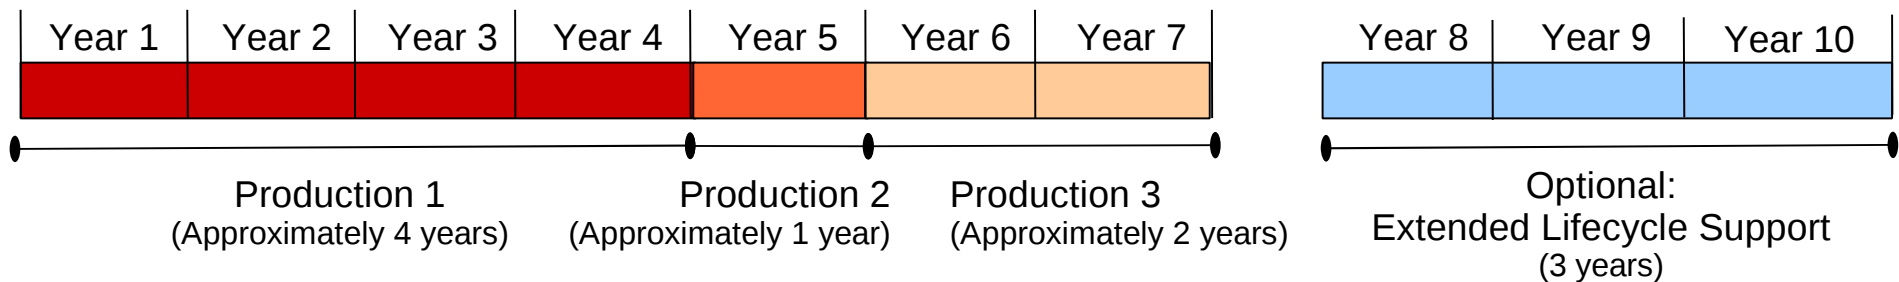 Year 1 Year 2 Year 3 Year 4 Year 5 Year 6 Year 7 Year 8 Year 9 Year 10
Production 1
(Approximately 4 years)
Production 2
(Approximately 1 year)
Production 3
(Approximately 2 years)
Optional:
Extended Lifecycle Support
(3 years)